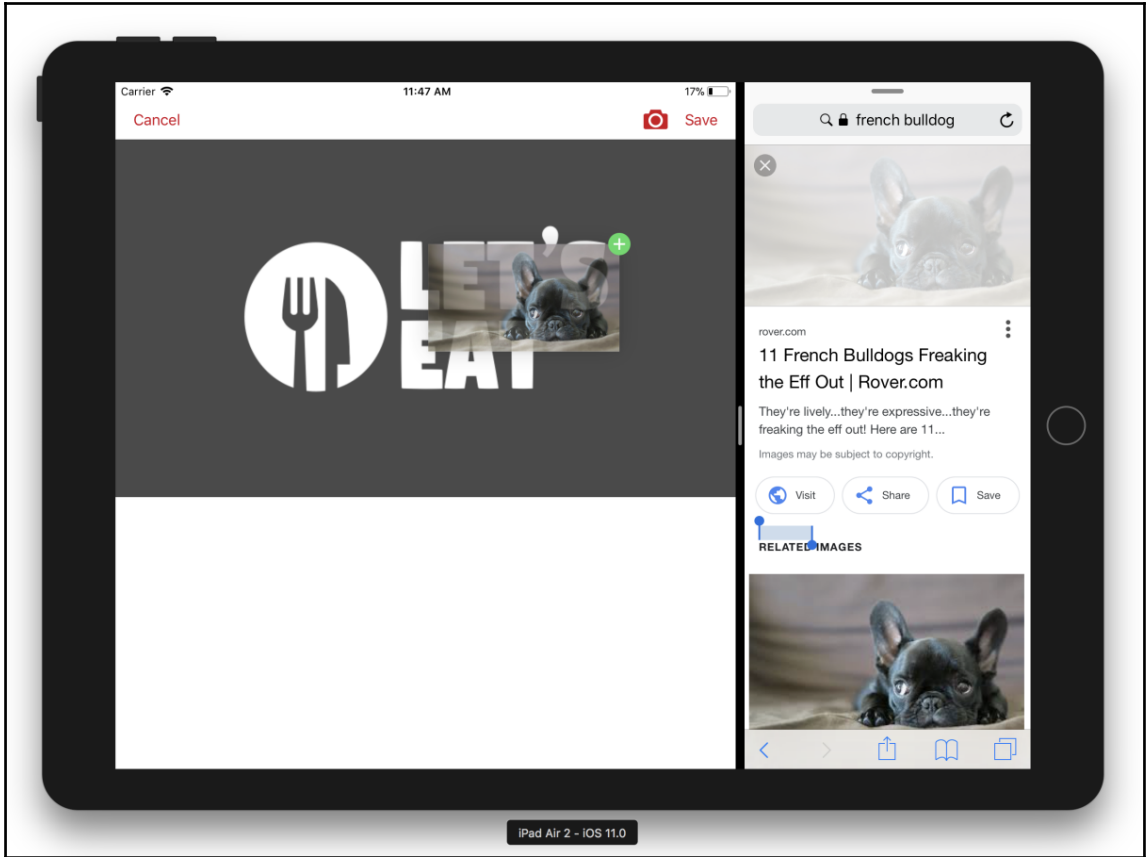 Carrier
11:47 AM
17%
Cancel
Save
LET'S
EAT
french bulldog
rover.com
11 French Bulldogs Freaking
the Eff Out | Rover.com
They're lively...they're expressive...they're
freaking the eff out! Here are 11...
Images may be subject to copyright.
Visit
Share
Save
RELATED IMAGES
iPad Air 2 - iOS 11.0